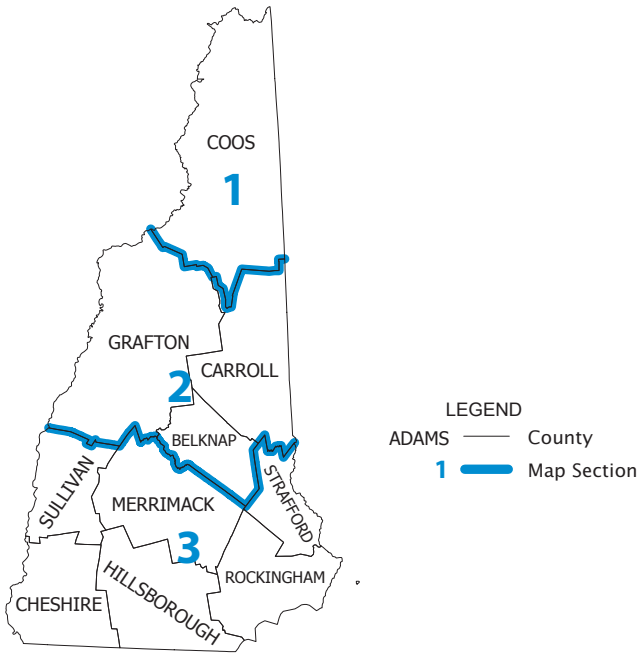 COOS
1
GRAFTON
CARROLL
2
BELKNAP
SULLIVAN
STRAFFORD
MERRIMACK
3
ROCKINGHAM
HILLSBOROUGH
CHESHIRE
LEGEND
ADAMS County
1 Map Section